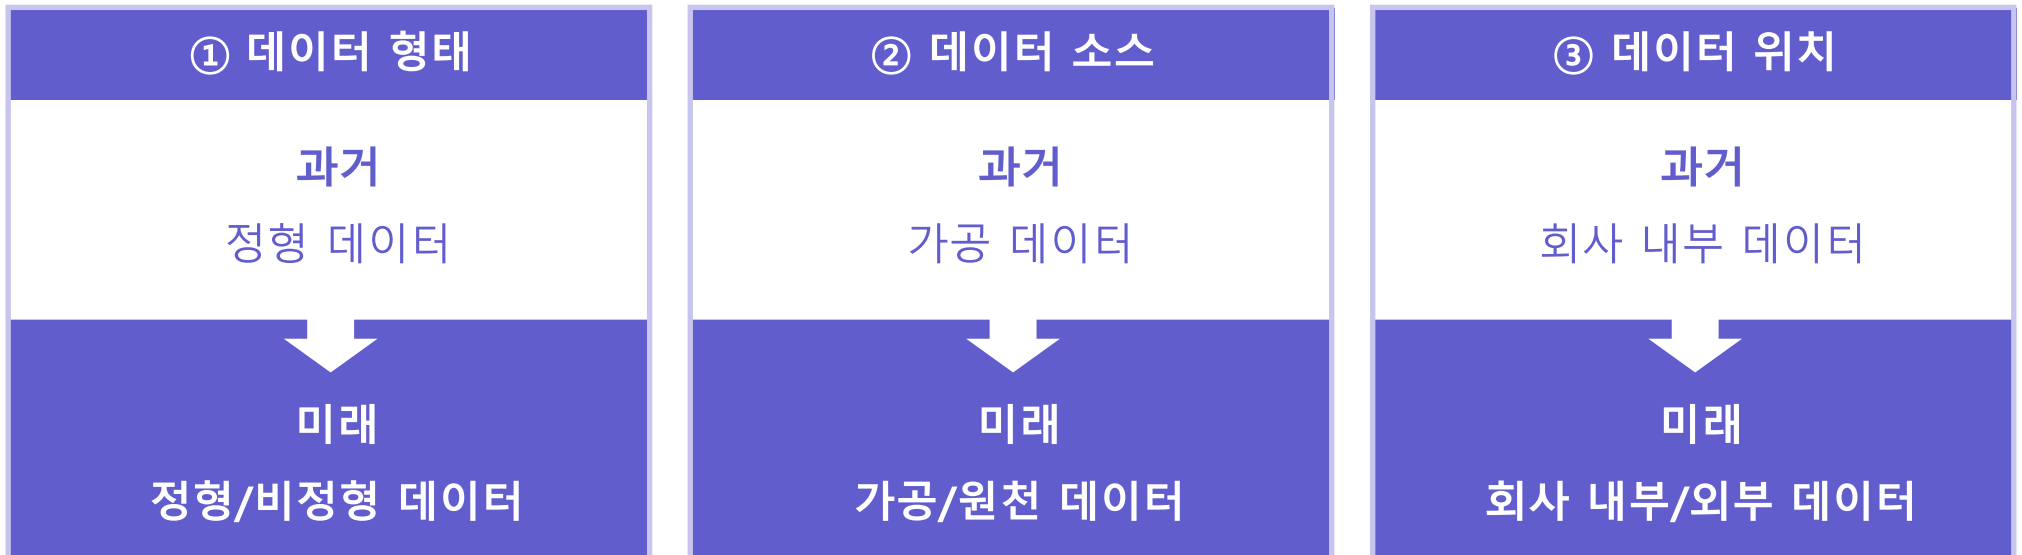 ① 데이터 형태
과거
정형 데이터
미래
정형/비정형 데이터
② 데이터 소스
과거
가공 데이터
미래
가공/원천 데이터
③ 데이터 위치
과거
회사 내부 데이터
미래
회사 내부/외부 데이터